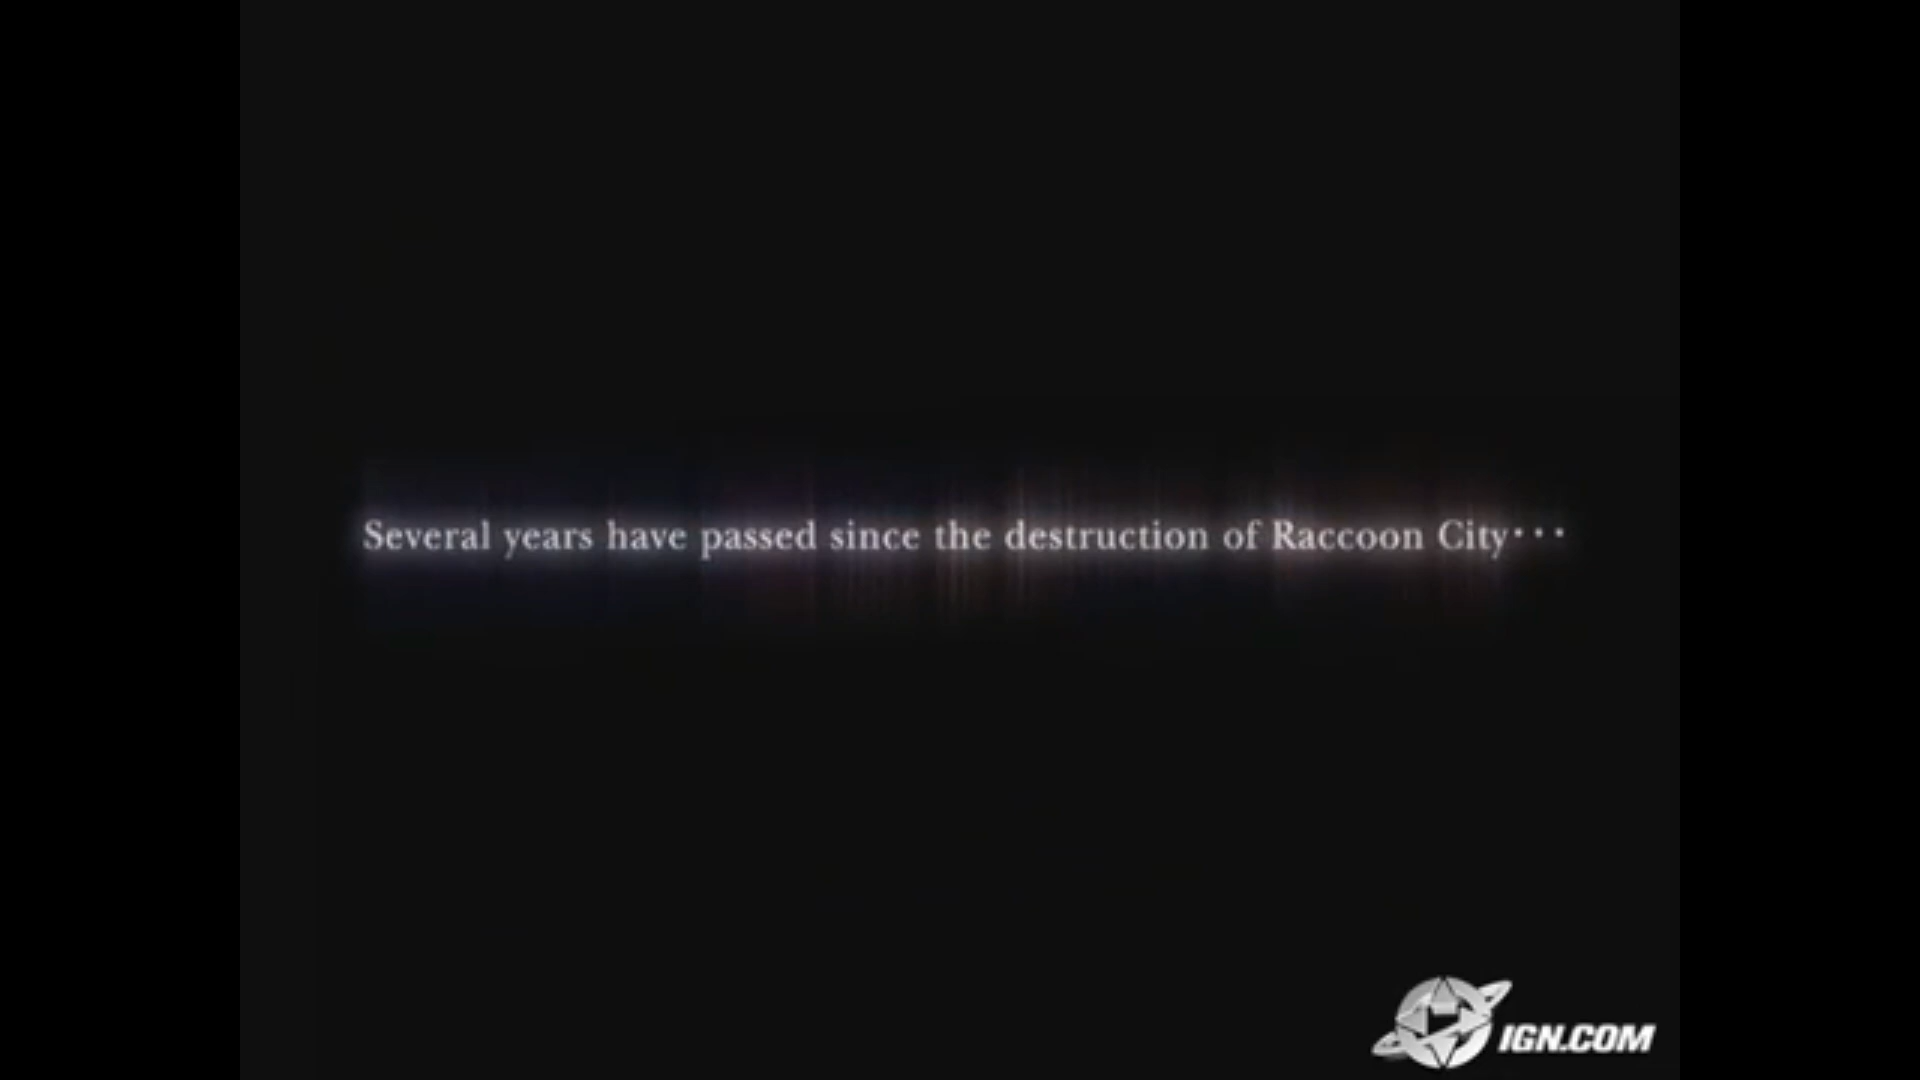 Several years have passed since the destruction of Raccoon City···
IGN.COM